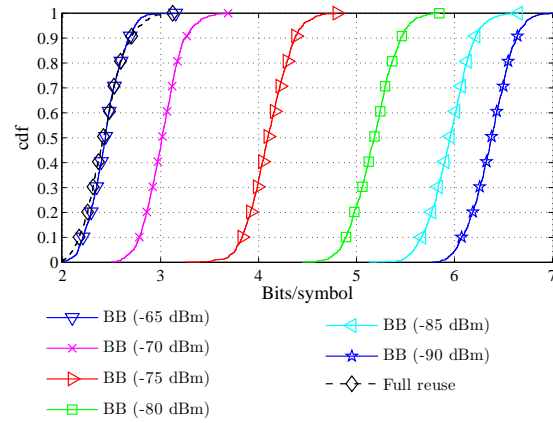 1
0.9
0.8
0.7
0.6
0.5
0.4
0.3
0.2
0.1
0
cdf
2 3 4 5 6 7
Bits/symbol
BB (-65 dBm)
BB (-70 dBm)
BB (-75 dBm)
BB (-80 dBm)
BB (-85 dBm)
BB (-90 dBm)
Full reuse